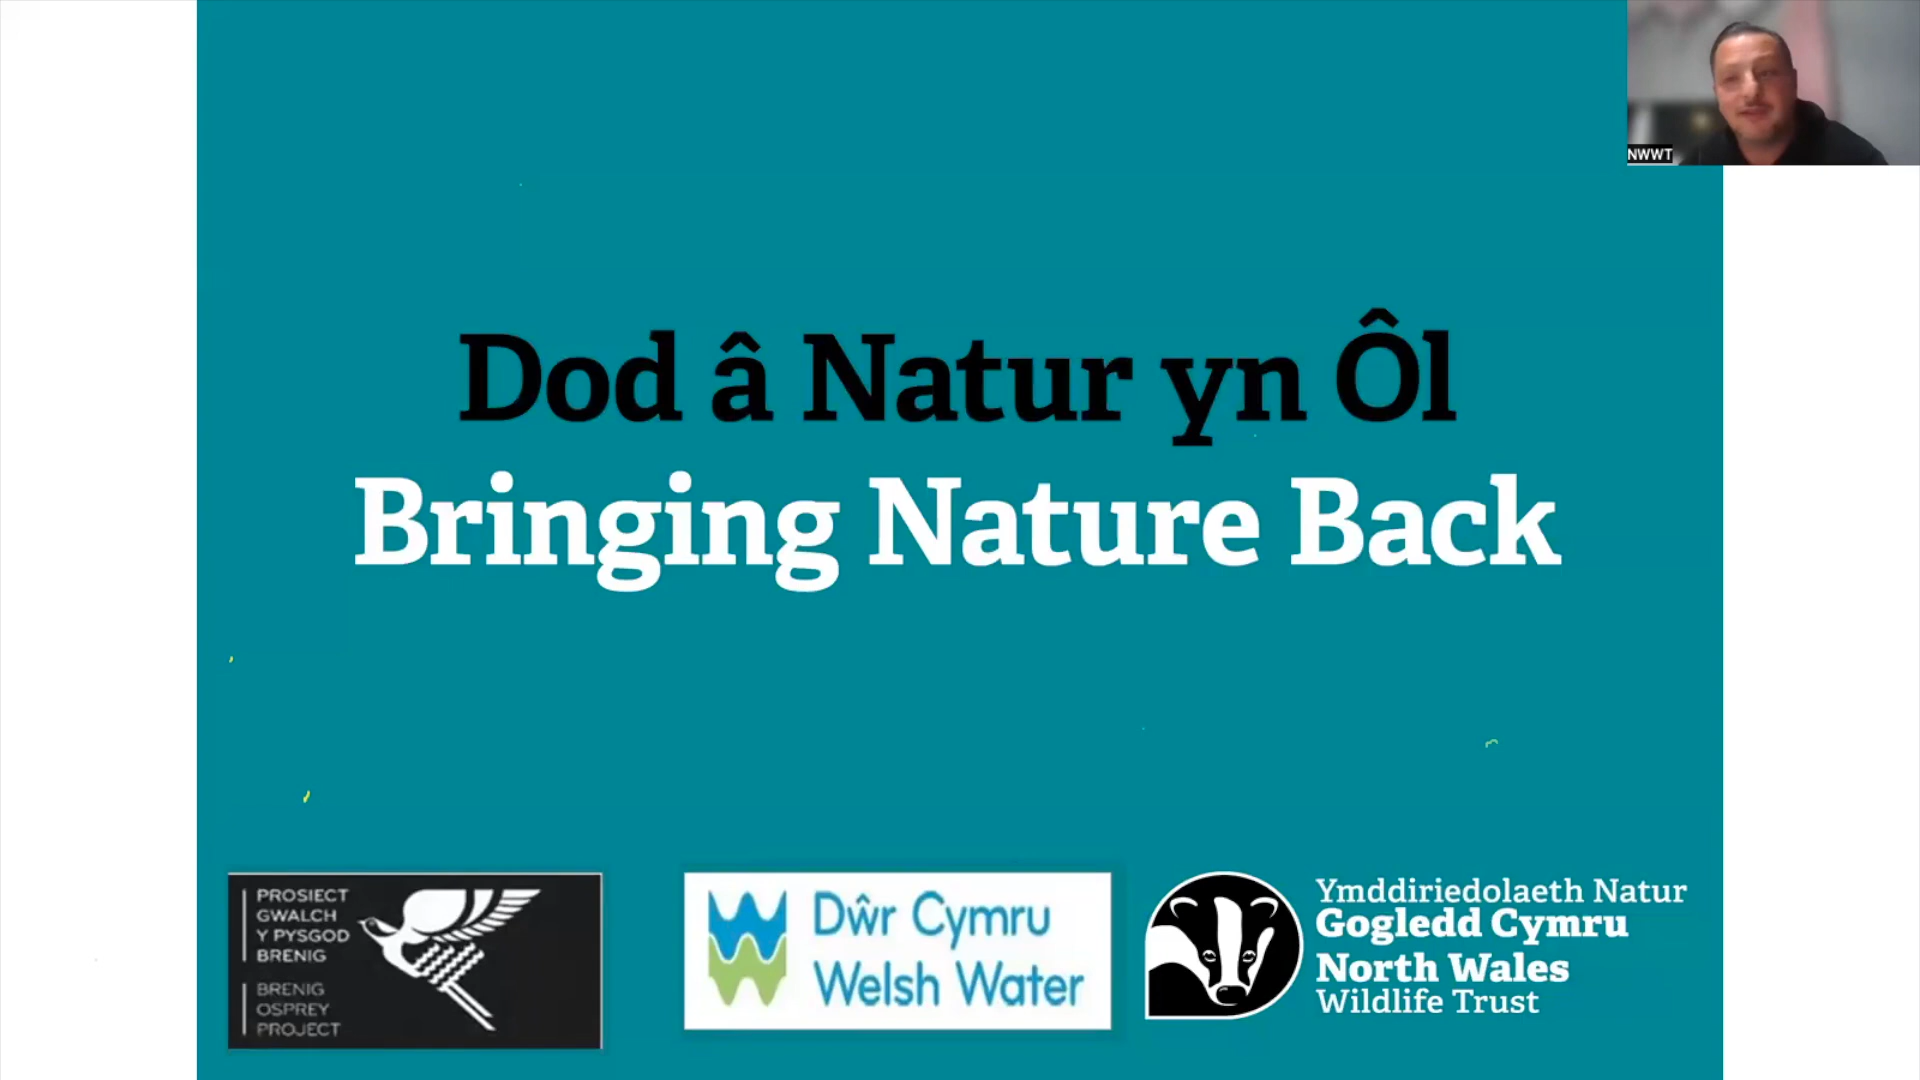 NWWT
Dod â Natur yn Ôl
Bringing Nature Back
PROSIECT
GWALCH
Y PYSGOD
BRENIG
BRENIG
OSPREY
PROJECT
Dŵr Cymru
Welsh Water
Ymddiriedolaeth Natur
Gogledd Cymru
North Wales
Wildlife Trust